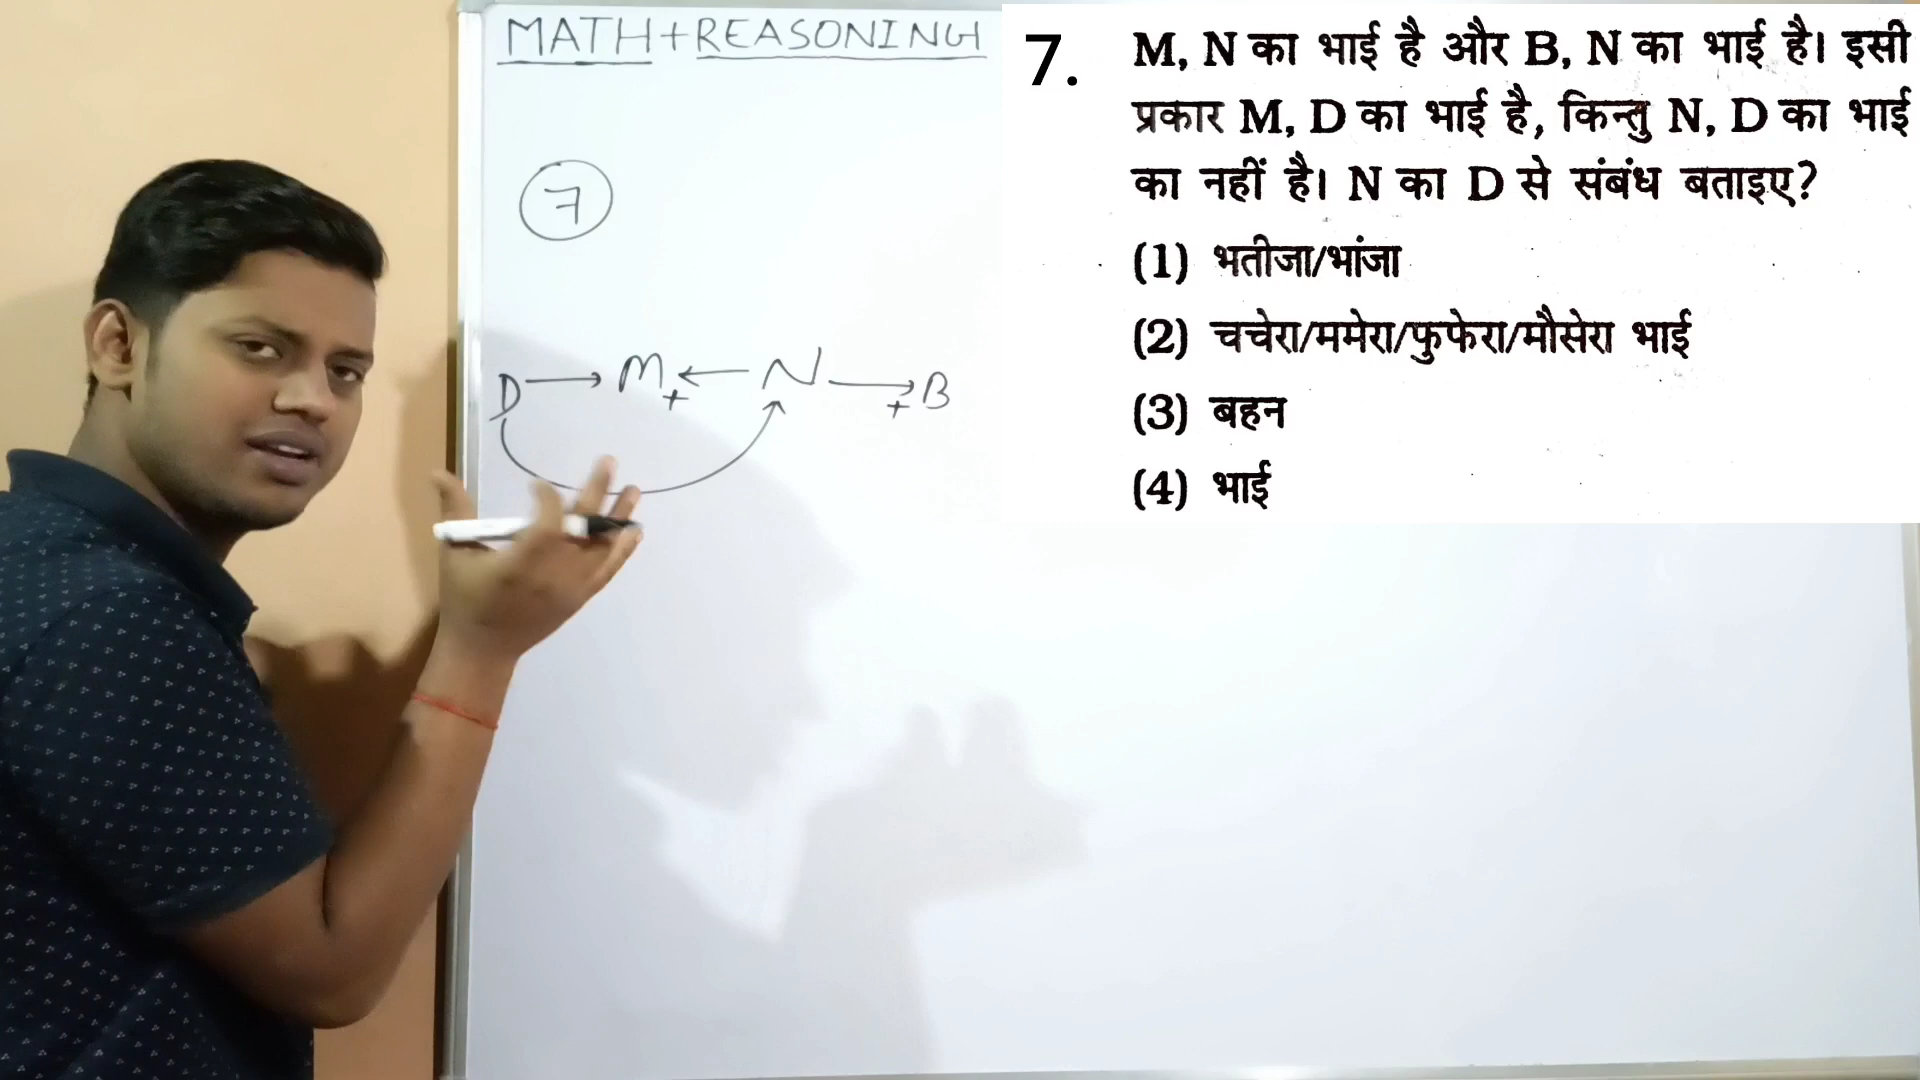 MATH+REASONING
7
D → M + ← N → + B
7. M, N का भाई है और B, N का भाई है। इसी
प्रकार M, D का भाई है, किन्तु N, D का भाई
का नहीं है। N का D से संबंध बताइए?
(1) भतीजा/भांजा
(2) चचेरा/ममेरा/फुफेरा/मौसेरा भाई
(3) बहन
(4) भाई